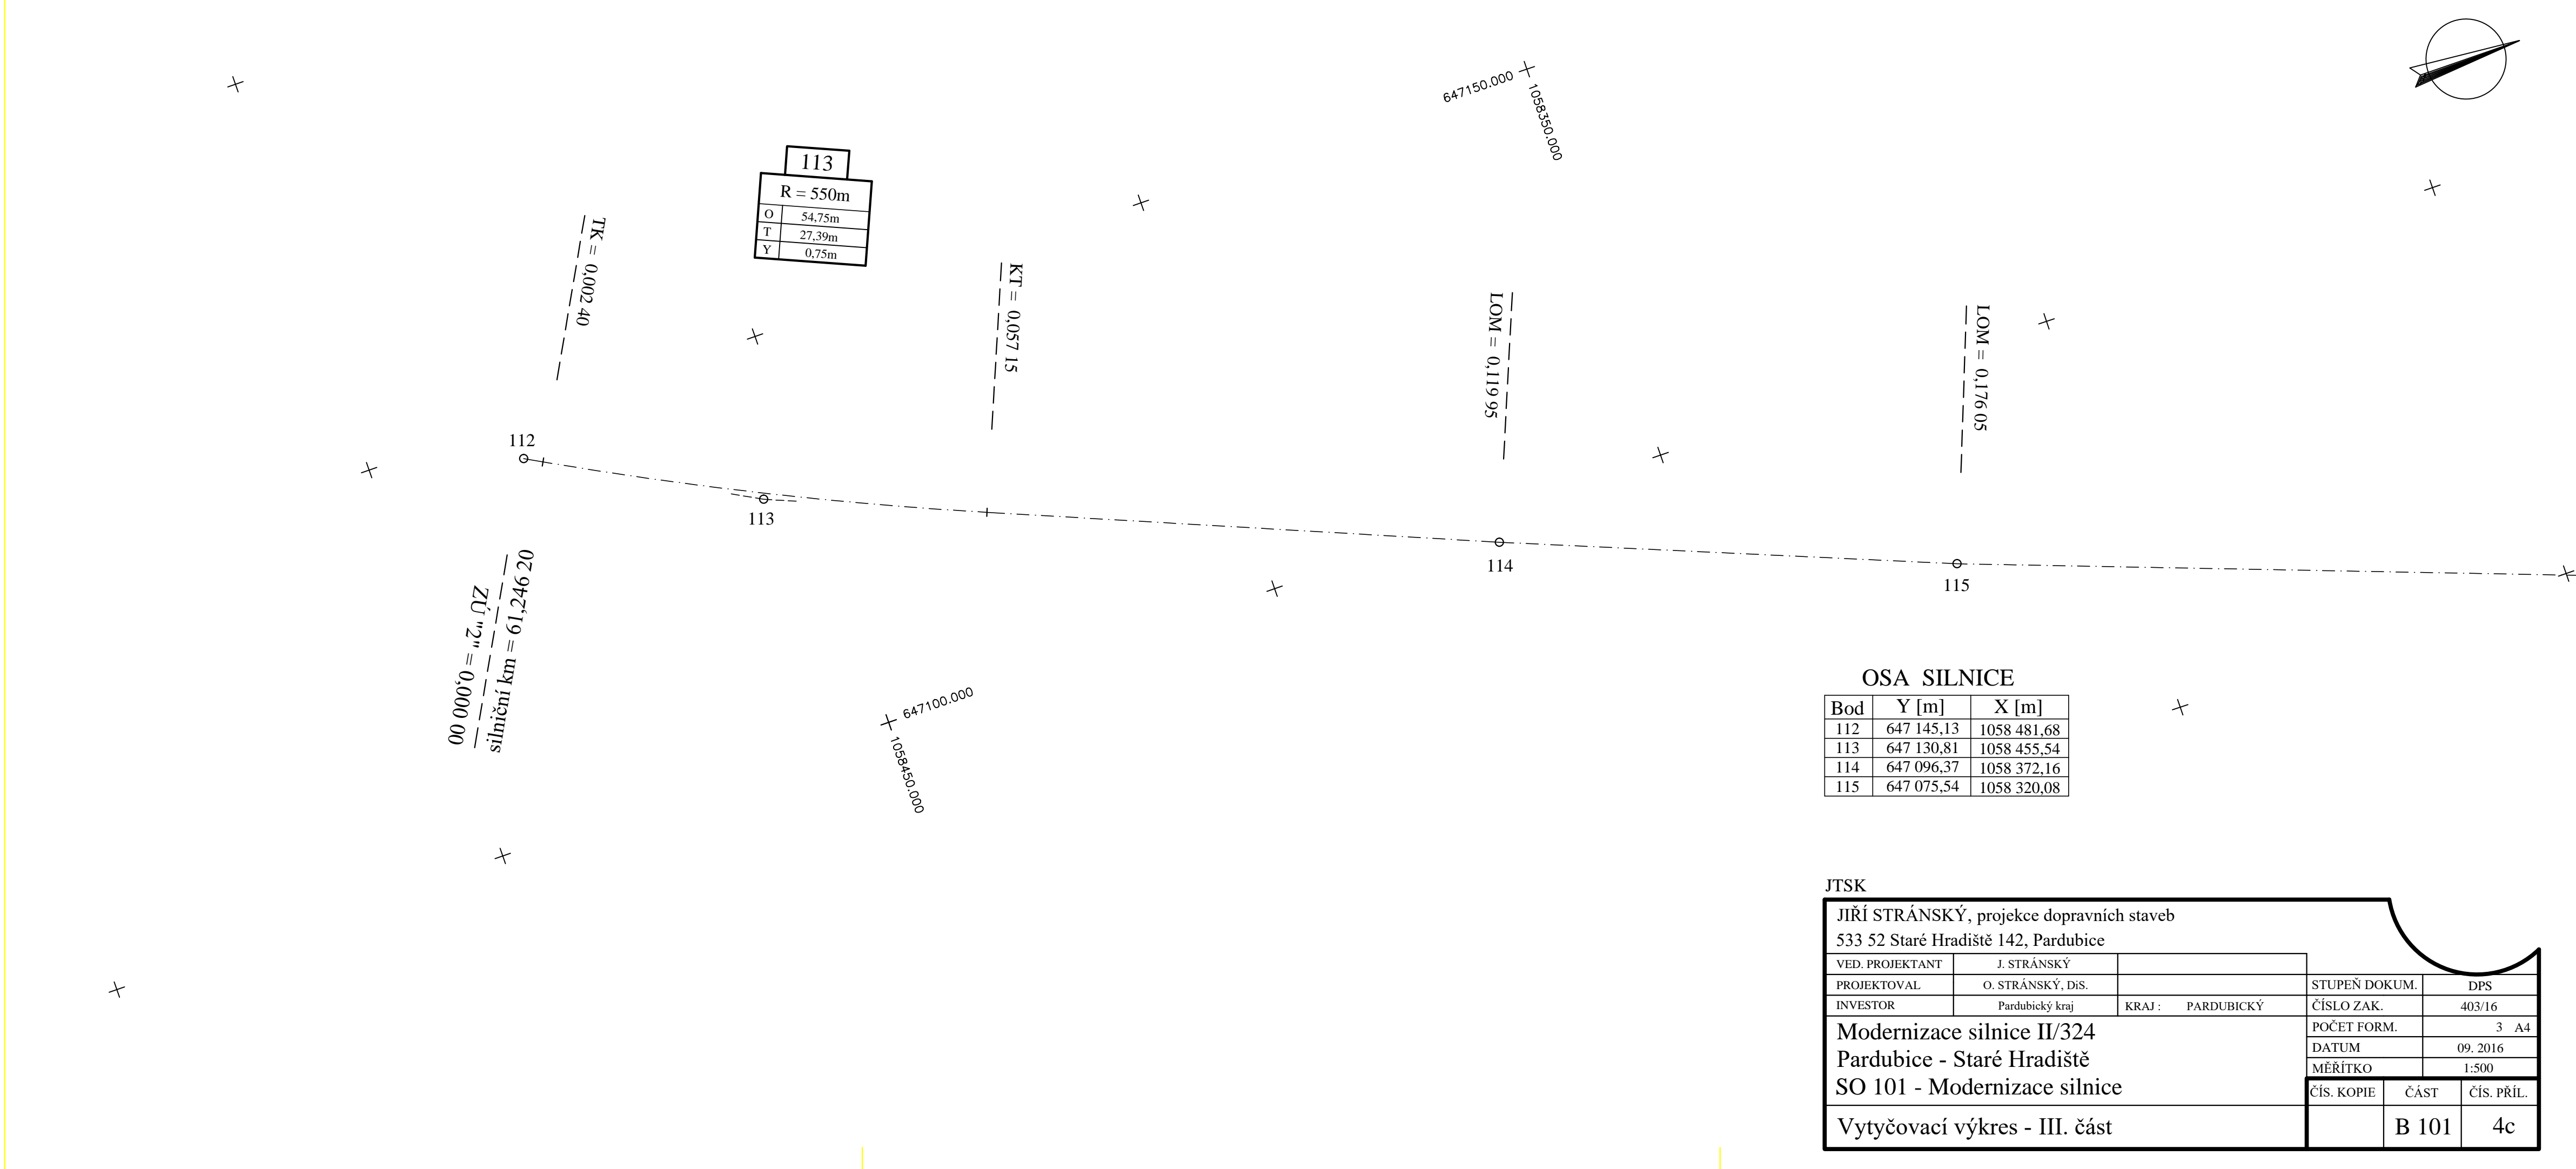 647150.000
1058350.000
113
R = 550m
O 54,75m
T 27,39m
Y 0,75m
TK = 0,002 40
KT = 0,057 15
LOM = 0,119 95
LOM = 0,176 05
112
113
114
115
ZÚ "2" = 0,000 00
silniční km = 61,246 20
647100.000
1058450.000
OSA SILNICE
Bod Y [m] X [m]
112 647 145,13 1058 481,68
113 647 130,81 1058 455,54
114 647 096,37 1058 372,16
115 647 075,54 1058 320,08
JTSK
JIŘÍ STRÁNSKÝ, projekce dopravních staveb
533 52 Staré Hradiště 142, Pardubice
VED. PROJEKTANT J. STRÁNSKÝ
PROJEKTOVAL O. STRÁNSKÝ, DiS. STUPEŇ DOKUM. DPS
INVESTOR Pardubický kraj KRAJ : PARDUBICKÝ ČÍSLO ZAK. 403/16
Modernizace silnice II/324
Pardubice - Staré Hradiště
SO 101 - Modernizace silnice
POČET FORM. 3 A4
DATUM 09. 2016
MĚŘÍTKO 1:500
ČÍS. KOPIE ČÁST ČÍS. PŘÍL.
Vytyčovací výkres - III. část B 101 4c